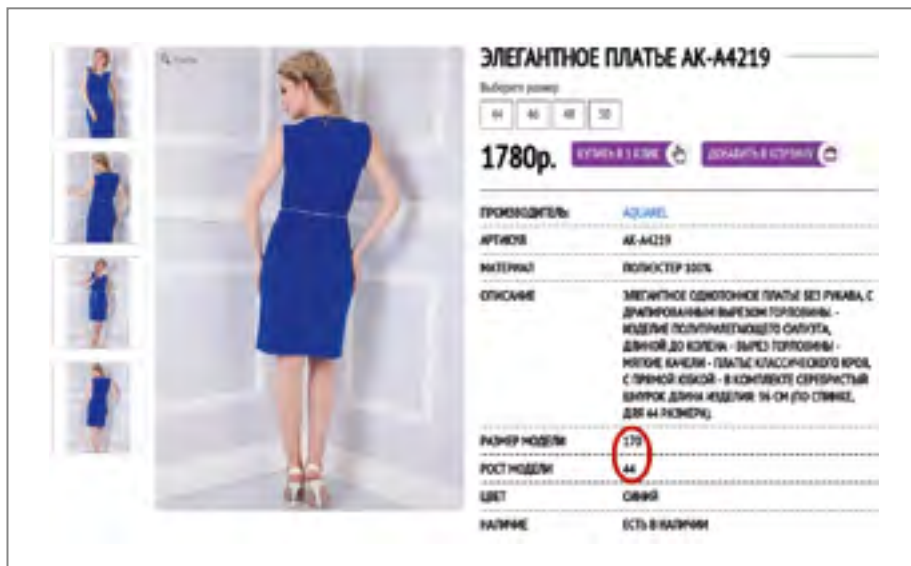 ЭЛЕГАНТНОЕ ПЛАТЬЕ АК-А4219
Выберите размер
44 46 48 50
1780р. КУПИТЬ В 1 КЛИК ДОБАВИТЬ В КОРЗИНУ
ПРОИЗВОДИТЕЛЬ: AQUAREL
АРТИКУЛ АК-А4219
МАТЕРИАЛ ПОЛИЭСТЕР 100%
ОПИСАНИЕ ЭЛЕГАНТНОЕ ОДНОТОННОЕ ПЛАТЬЕ БЕЗ РУКАВА, С
ДРАПИРОВАННЫМ ВЫРЕЗОМ ГОРЛОВИНЫ. -
ИЗДЕЛИЕ ПОЛУПРИЛЕГАЮЩЕГО СИЛУЭТА,
ДЛИНОЙ ДО КОЛЕНА - ВЫРЕЗ ГОРЛОВИНЫ -
МЯГКИЕ КАЧЕЛИ - ПЛАТЬЕ КЛАССИЧЕСКОГО КРОЯ,
С ПРЯМОЙ ЮБКОЙ - В КОМПЛЕКТЕ СЕРЕБРИСТЫЙ
ШНУРОК ДЛИНА ИЗДЕЛИЯ: 96 СМ (ПО СПИНКЕ,
ДЛЯ 44 РАЗМЕРА).
РАЗМЕР МОДЕЛИ 170
РОСТ МОДЕЛИ 44
ЦВЕТ СИНИЙ
НАЛИЧИЕ ЕСТЬ В НАЛИЧИИ